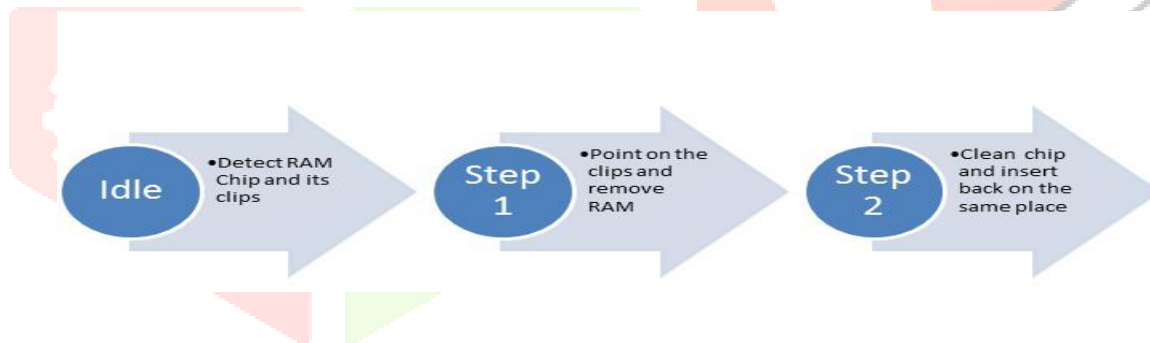 Idle
•Detect RAM
Chip and its
clips
Step
1
•Point on the
clips and
remove
RAM
Step
2
•Clean chip
and insert
back on the
same place